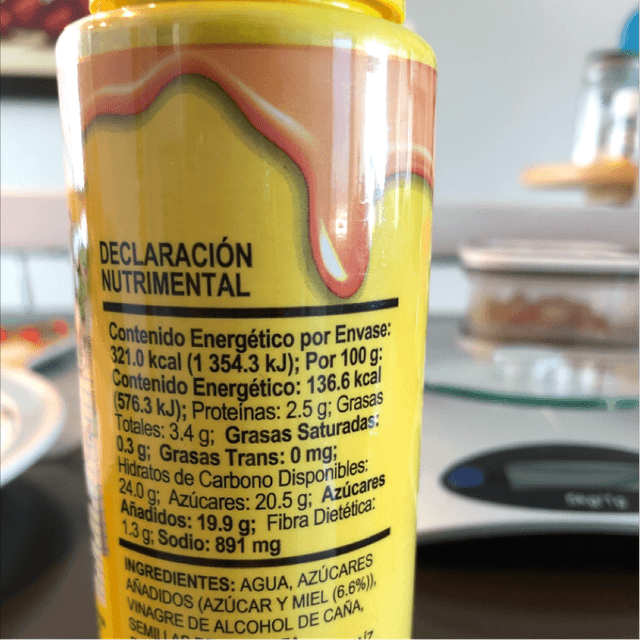 DECLARACIÓN
NUTRIMENTAL
Contenido Energético por Envase:
321.0 kcal (1 354.3 kJ); Por 100 g:
Contenido Energético: 136.6 kcal
(576.3 kJ); Proteínas: 2.5 g; Grasas
Totales: 3.4 g; Grasas Saturadas:
0.3 g; Grasas Trans: 0 mg;
Hidratos de Carbono Disponibles:
24.0 g; Azúcares: 20.5 g; Azúcares
Añadidos: 19.9 g; Fibra Dietética:
1.3 g; Sodio: 891 mg
INGREDIENTES: AGUA, AZÚCARES
AÑADIDOS (AZÚCAR Y MIEL (6.6%)),
VINAGRE DE ALCOHOL DE CAÑA,